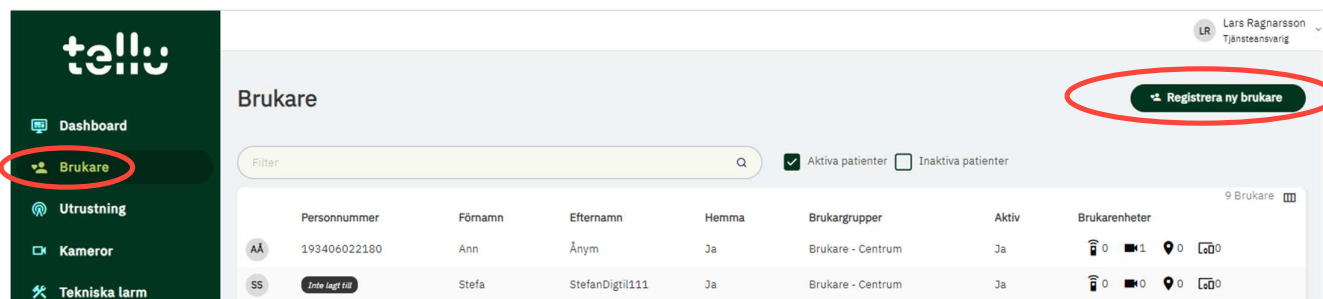 tellu
LR Lars Ragnarsson
Tjänsteansvarig
Brukare
Registrera ny brukare
Dashboard
Brukare
Utrustning
Kameror
Tekniska larm
Filter
Aktiva patienter Inaktiva patienter
9 Brukare
Personnummer Förnamn Efternamn Hemma Brukargrupper Aktiv Brukarenheter
AÅ 193406022180 Ann Ånym Ja Brukare - Centrum Ja 0 1 0 0
SS Inte lagt till Stefa StefanDigtil111 Ja Brukare - Centrum Ja 0 0 0 0